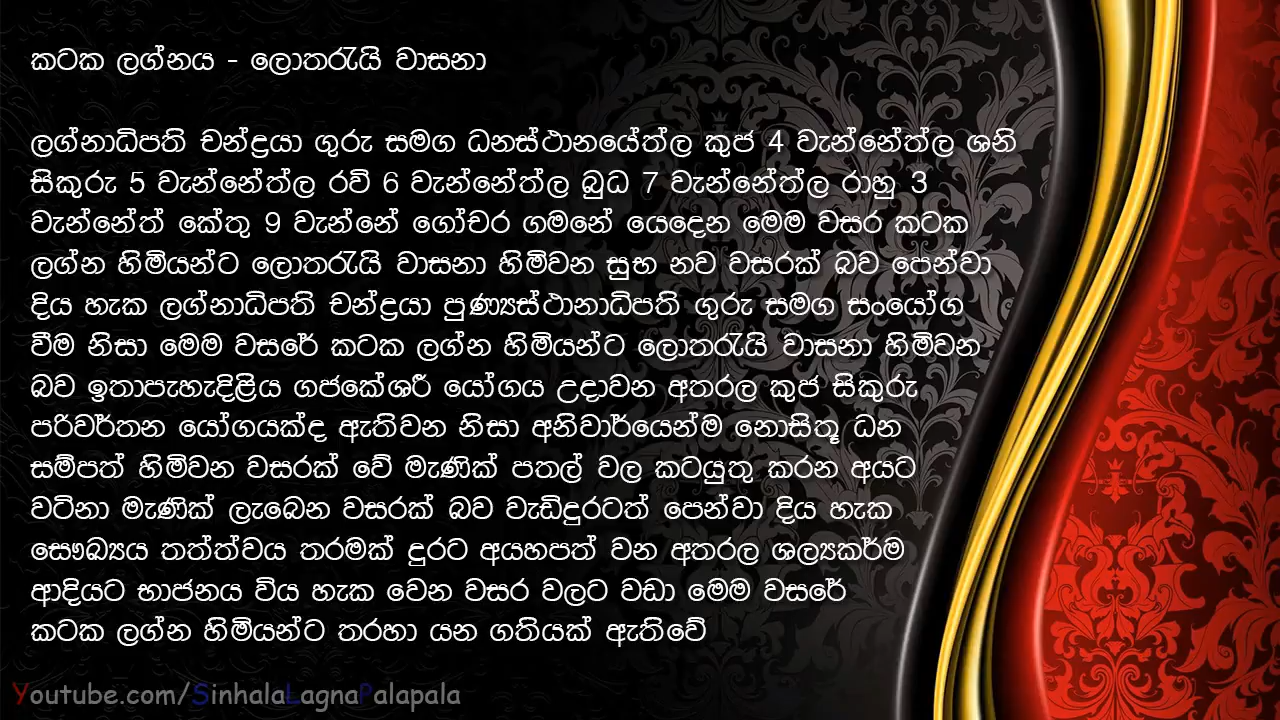 කටක ලග්නය - ලොතරැයි වාසනා
ලග්නාධිපති චන්ද්‍රයා ගුරු සමග ධනස්ථානයේත්ල කුජ 4 වැන්නේත්ල ශනි
සිකුරු 5 වැන්නේත්ල රවි 6 වැන්නේත්ල බුධ 7 වැන්නේත්ල රාහු 3
වැන්නේත් කේතු 9 වැන්නේ ගෝචර ගමනේ යෙදෙන මෙම වසර කටක
ලග්න හිමියන්ට ලොතරැයි වාසනා හිමිවන සුභ නව වසරක් බව පෙන්වා
දිය හැක ලග්නාධිපති චන්ද්‍රයා පුණ්‍යස්ථානාධිපති ගුරු සමග සංයෝග
වීම නිසා මෙම වසරේ කටක ලග්න හිමියන්ට ලොතරැයි වාසනා හිමිවන
බව ඉතාපැහැදිළිය ගජකේශරී යෝගය උදාවන අතරල කුජ සිකුරු
පරිවර්තන යෝගයක්ද ඇතිවන නිසා අනිවාර්යෙන්ම නොසිතූ ධන
සම්පත් හිමිවන වසරක් වේ මැණික් පතල් වල කටයුතු කරන අයට
වටිනා මැණික් ලැබෙන වසරක් බව වැඩිදුරටත් පෙන්වා දිය හැක
සෞඛ්‍යය තත්ත්වය තරමක් දුරට අයහපත් වන අතරල ශල්‍යකර්ම
ආදියට භාජනය විය හැක වෙන වසර වලට වඩා මෙම වසරේ
කටක ලග්න හිමියන්ට තරහා යන ගතියක් ඇතිවේ
Youtube.com/SinhalaLagnaPalapala